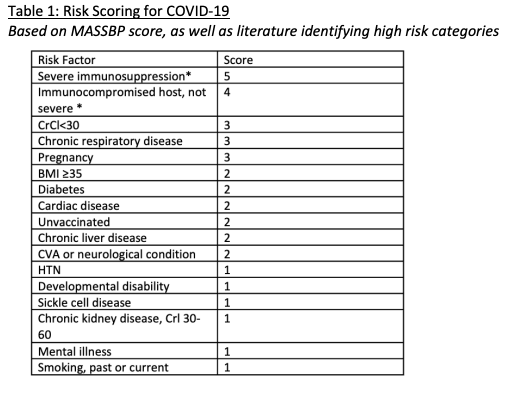 Table 1: Risk Scoring for COVID-19
Based on MASSBP score, as well as literature identifying high risk categories
Risk Factor Score
Severe immunosuppression* 5
Immunocompromised host, not 4
severe *
CrCl<30 3
Chronic respiratory disease 3
Pregnancy 3
BMI ≥35 2
Diabetes 2
Cardiac disease 2
Unvaccinated 2
Chronic liver disease 2
CVA or neurological condition 2
HTN 1
Developmental disability 1
Sickle cell disease 1
Chronic kidney disease, Crl 30- 1
60
Mental illness 1
Smoking, past or current 1